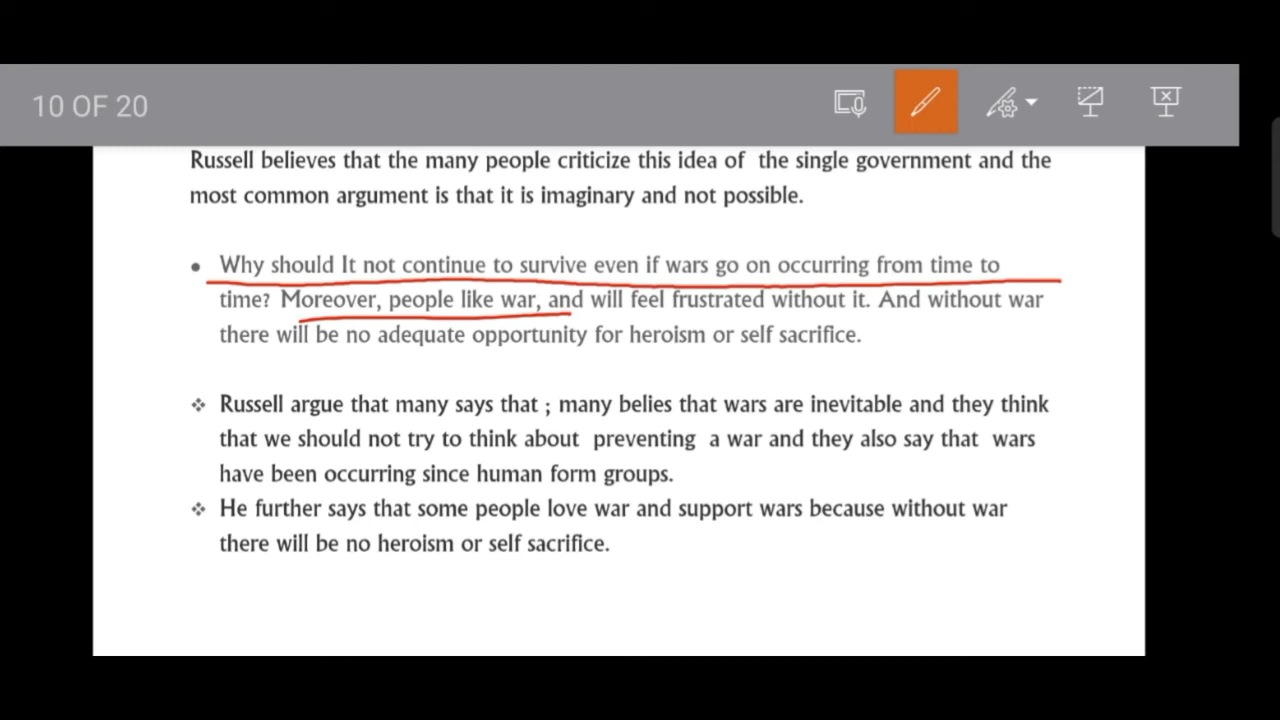 10 OF 20
Russell believes that the many people criticize this idea of the single government and the
most common argument is that it is imaginary and not possible.
• Why should It not continue to survive even if wars go on occurring from time to
time? Moreover, people like war, and will feel frustrated without it. And without war
there will be no adequate opportunity for heroism or self sacrifice.
❖ Russell argue that many says that ; many belies that wars are inevitable and they think
that we should not try to think about preventing a war and they also say that wars
have been occurring since human form groups.
❖ He further says that some people love war and support wars because without war
there will be no heroism or self sacrifice.